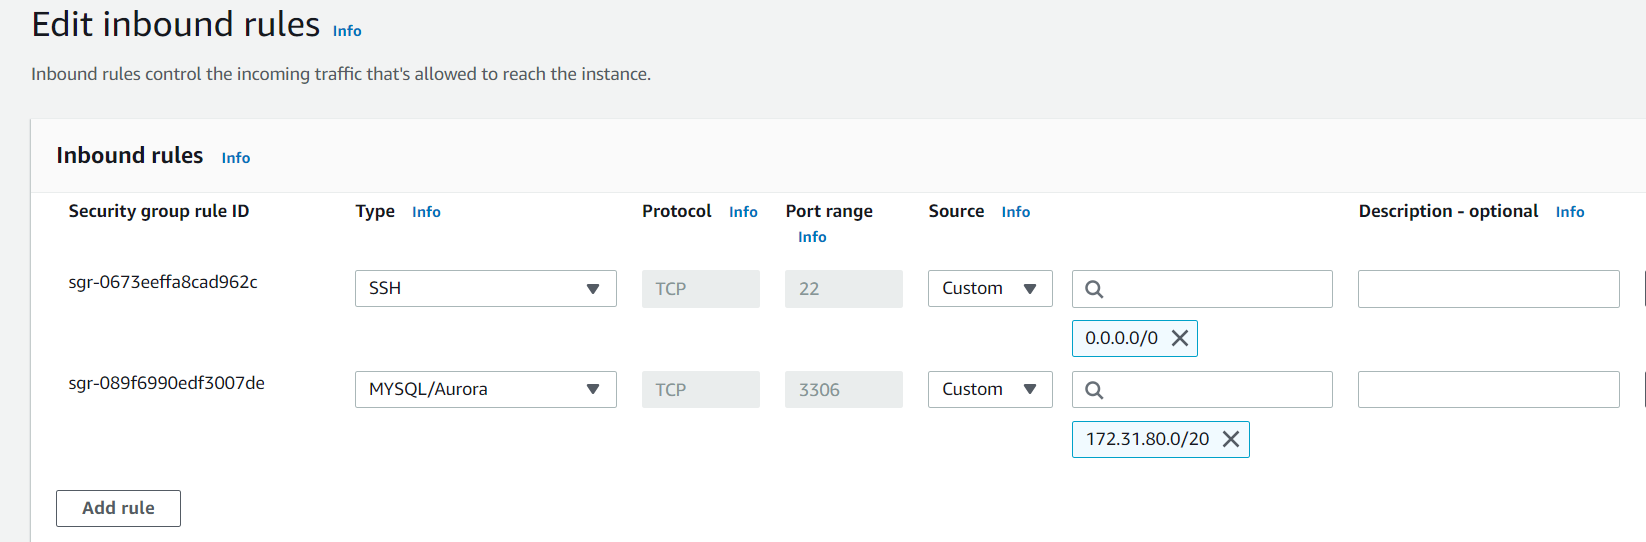 Edit inbound rules Info
Inbound rules control the incoming traffic that's allowed to reach the instance.
Inbound rules Info
Security group rule ID Type Info Protocol Info Port range Info Source Info Description - optional Info
sgr-0673eeffa8cad962c SSH TCP 22 Custom
0.0.0.0/0
sgr-089f6990edf3007de MYSQL/Aurora TCP 3306 Custom
172.31.80.0/20
Add rule